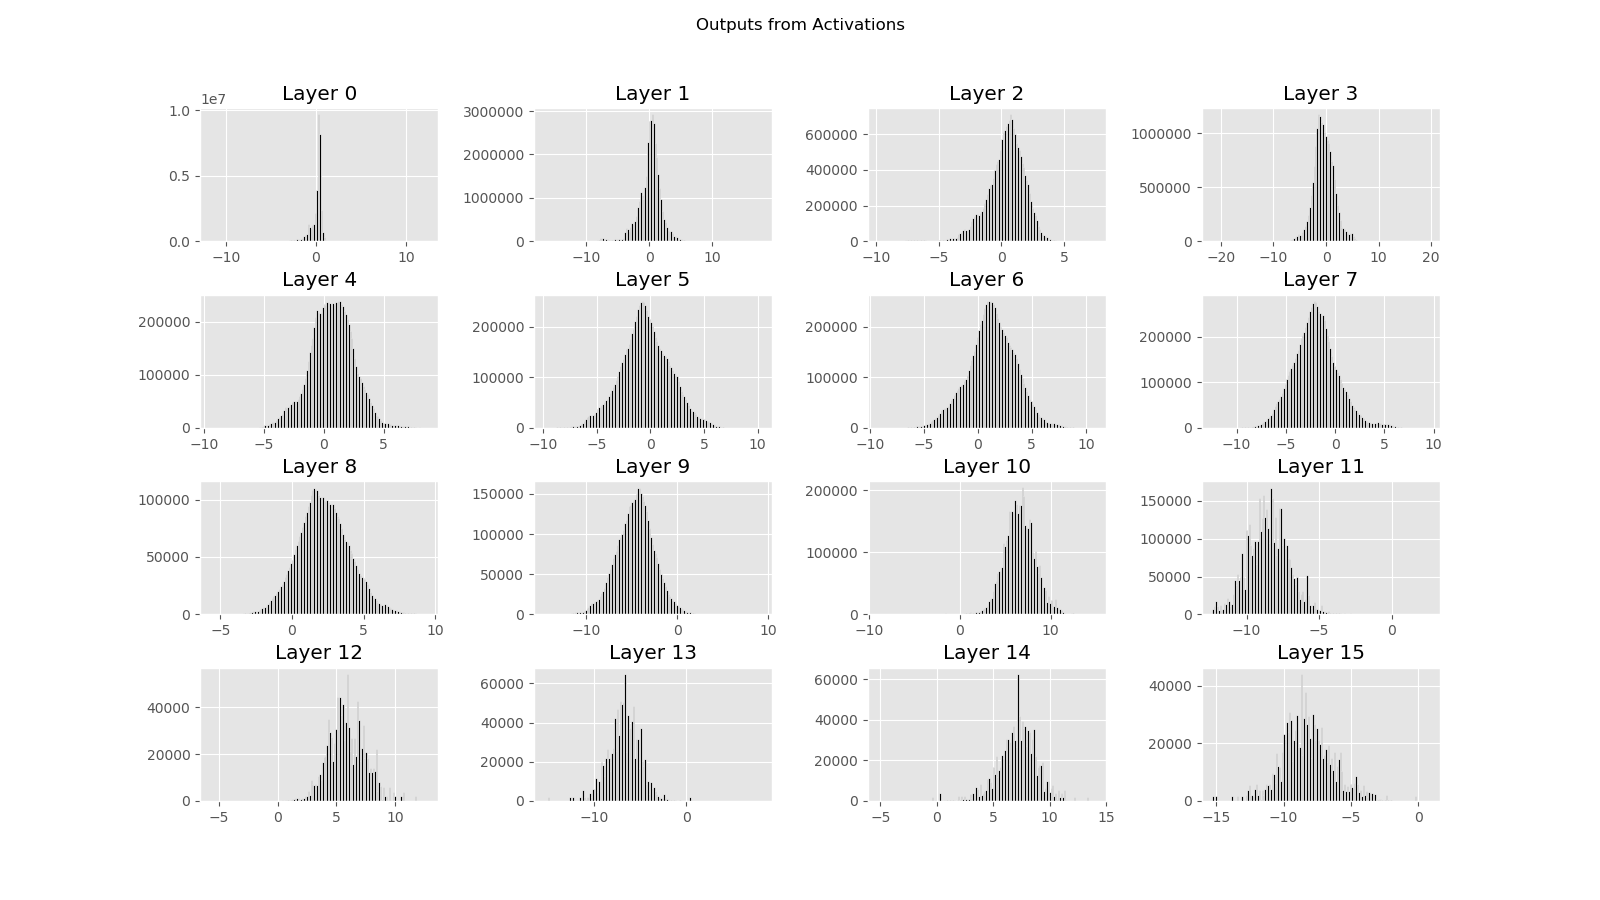 Outputs from Activations
Layer 0
Layer 1
Layer 2
Layer 3
1e7
1.0
0.5
0.0
−10 0 10
3000000
2000000
1000000
0
−10 0 10
600000
400000
200000
0
−10 −5 0 5
1000000
500000
0
−20 −10 0 10 20
Layer 4
Layer 5
Layer 6
Layer 7
200000
100000
0
−10 −5 0 5
200000
100000
0
−10 −5 0 5 10
200000
100000
0
−10 −5 0 5 10
200000
100000
0
−10 −5 0 5 10
Layer 8
Layer 9
Layer 10
Layer 11
100000
50000
0
−5 0 5 10
150000
100000
50000
0
−10 0 10
200000
100000
0
−10 0 10
150000
100000
50000
0
−10 −5 0
Layer 12
Layer 13
Layer 14
Layer 15
40000
20000
0
−5 0 5 10
60000
40000
20000
0
−10 0
60000
40000
20000
0
−5 0 5 10 15
40000
20000
0
−15 −10 −5 0